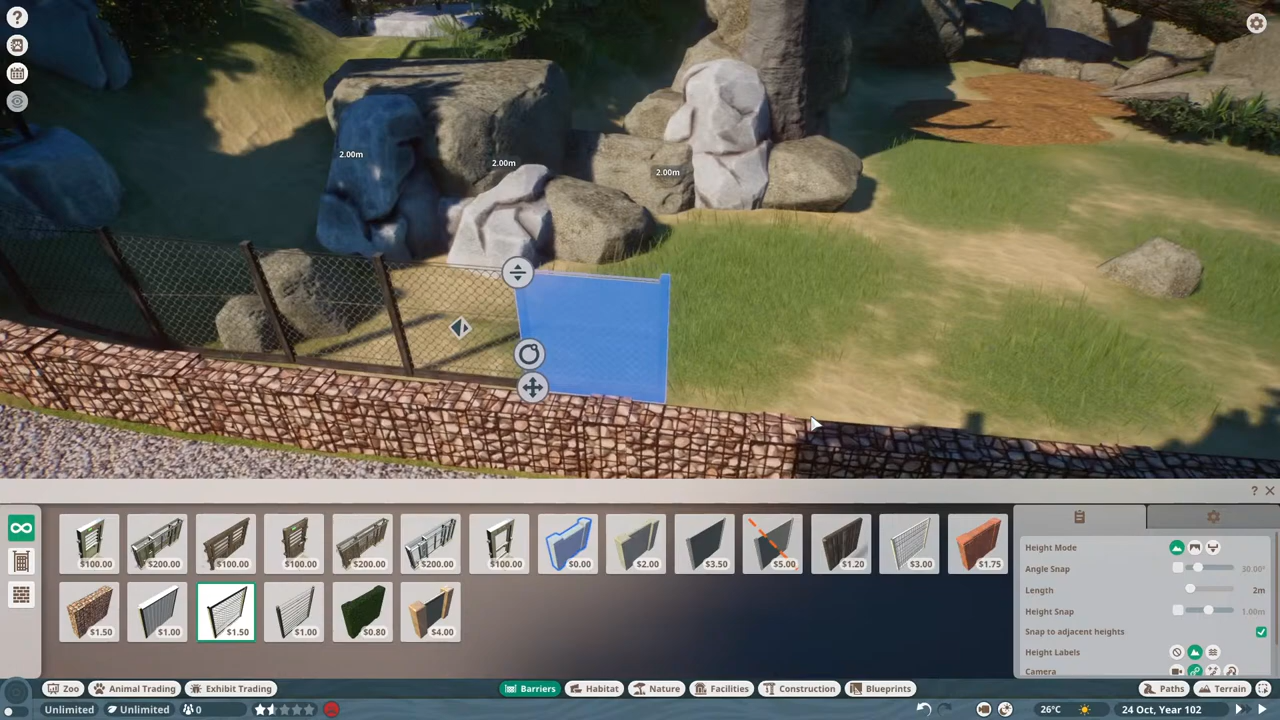 ?
2.00m
2.00m
2.00m
?
$100.00 $200.00 $100.00 $100.00 $200.00 $200.00 $100.00 $0.00 $2.00 $3.50 $5.00 $1.20 $3.00 $1.75
$1.50 $1.00 $1.50 $1.00 $0.80 $4.00
Height Mode
Angle Snap 30.00°
Length 2m
Height Snap 1.00m
Snap to adjacent heights
Height Labels
Camera
Zoo Animal Trading Exhibit Trading Barriers Habitat Nature Facilities Construction Blueprints Paths Terrain
Unlimited Unlimited 0 26°C 24 Oct, Year 102